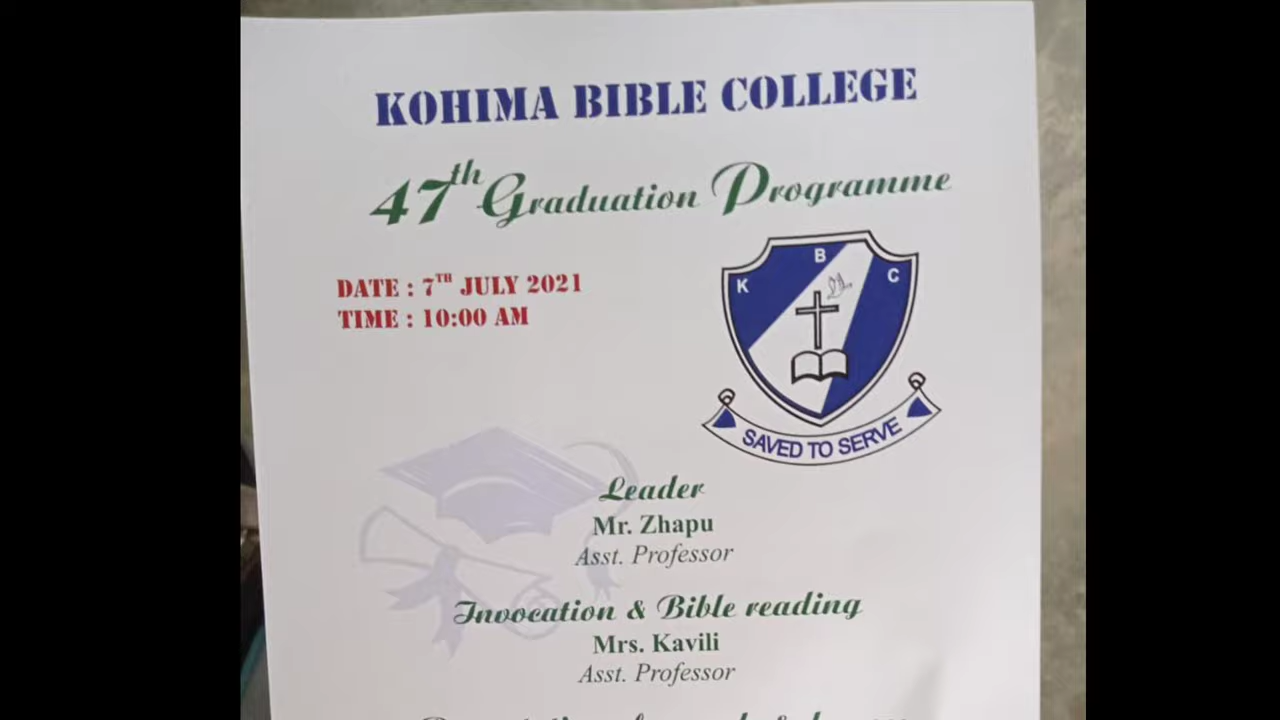 KOHIMA BIBLE COLLEGE
47th Graduation Programme
DATE : 7TH JULY 2021
TIME : 10:00 AM
K B C
SAVED TO SERVE
Leader
Mr. Zhapu
Asst. Professor
Invocation & Bible reading
Mrs. Kavili
Asst. Professor